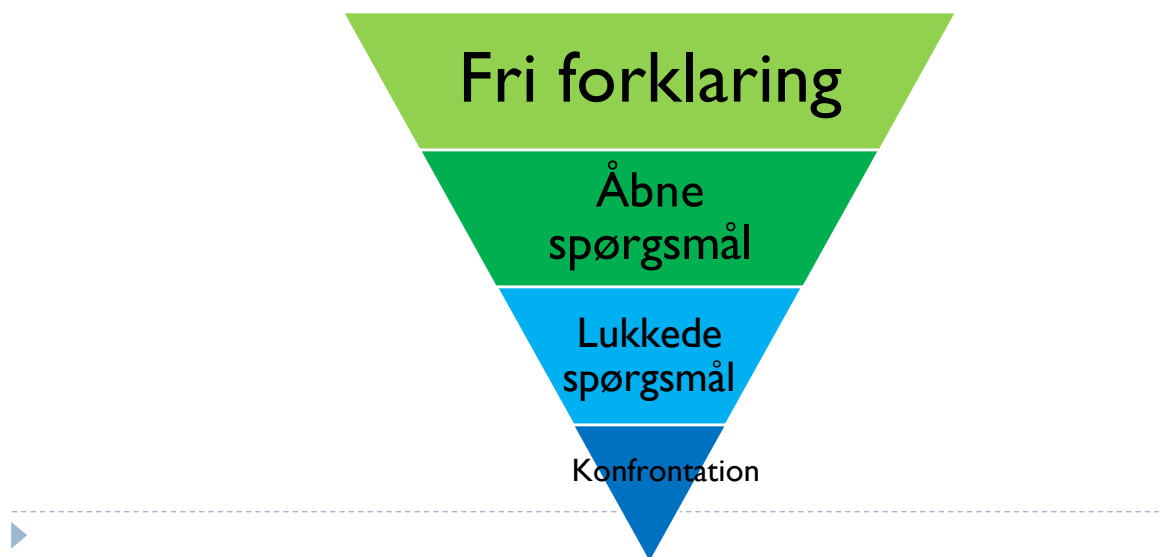 Fri forklaring
Åbne
spørgsmål
Lukkede
spørgsmål
Konfrontation